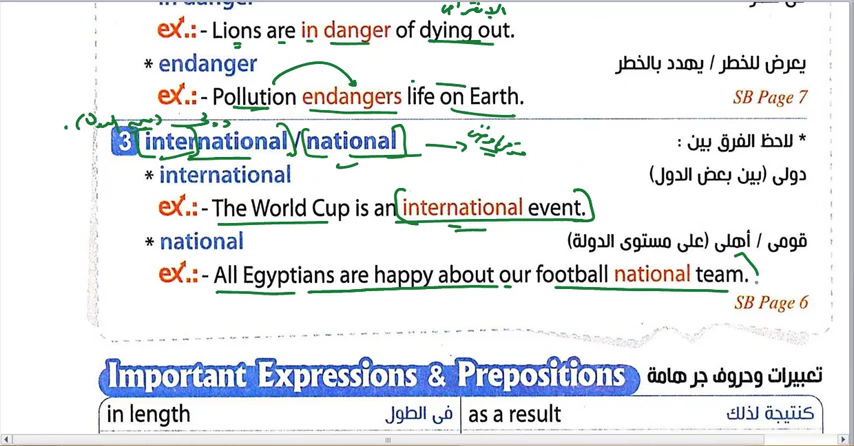 in danger
ex.:- Lions are in danger of dying out.
* endanger يعرض للخطر / يهدد بالخطر
ex.:- Pollution endangers life on Earth. SB Page 7
3 international / national * لاحظ الفرق بين :
* international دولى (بين بعض الدول)
ex.:- The World Cup is an international event.
* national قومى / أهلى (على مستوى الدولة)
ex.:- All Egyptians are happy about our football national team.
SB Page 6
Important Expressions & Prepositions تعبيرات وحروف جر هامة
in length فى الطول as a result كنتيجة لذلك